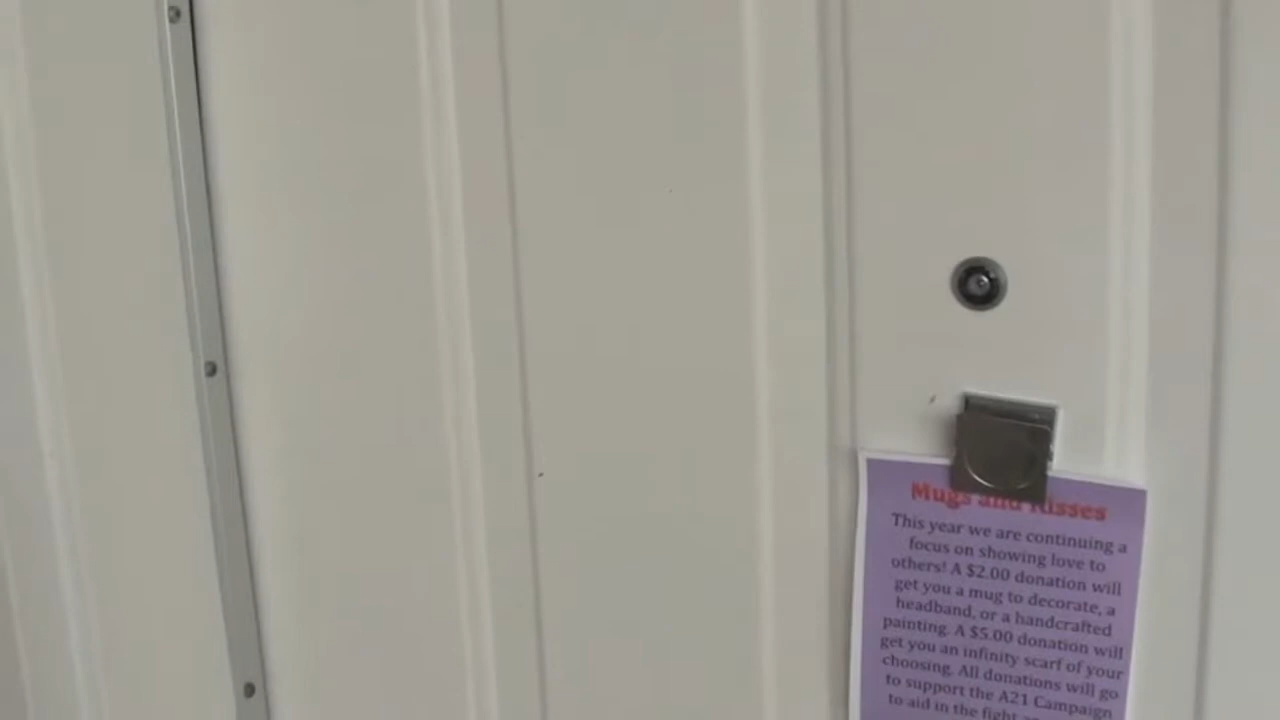 Mugs and Kisses
This year we are continuing a
focus on showing love to
others! A $2.00 donation will
get you a mug to decorate, a
headband, or a handcrafted
painting. A $5.00 donation will
get you an infinity scarf of your
choosing. All donations will go
to support the A21 Campaign
to aid in the fight